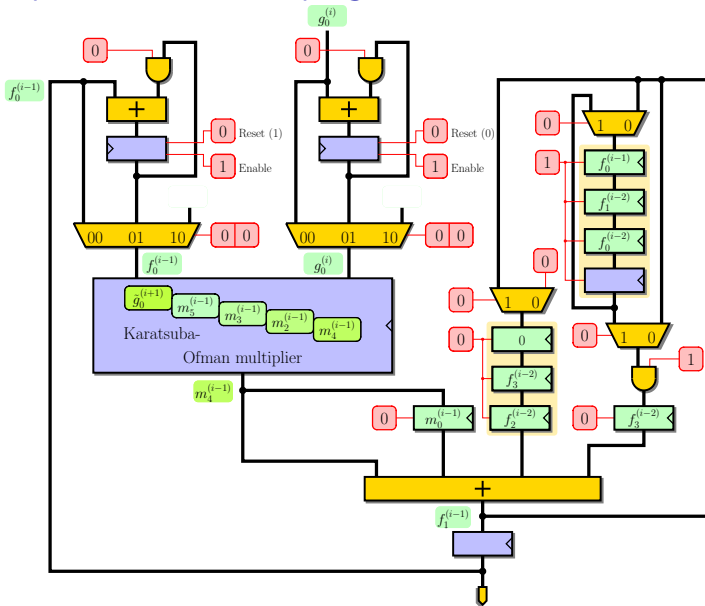 g_0^{(i)}
0
0
f_0^{(i-1)}
+
+
0
Reset (1)
0
Reset (0)
1
Enable
1
Enable
0
1 0
1
f_0^{(i-1)}
f_1^{(i-2)}
f_0^{(i-2)}
00 01 10
0 0
00 01 10
0 0
f_0^{(i-1)}
g_0^{(i)}
0
0
1 0
0
1 0
1
g̃_0^{(i+1)}
m_5^{(i-1)}
m_3^{(i-1)}
m_2^{(i-1)}
m_4^{(i-1)}
Karatsuba-
Ofman multiplier
0
0
f_3^{(i-2)}
f_2^{(i-2)}
m_4^{(i-1)}
0
m_0^{(i-1)}
0
f_3^{(i-2)}
+
f_1^{(i-1)}